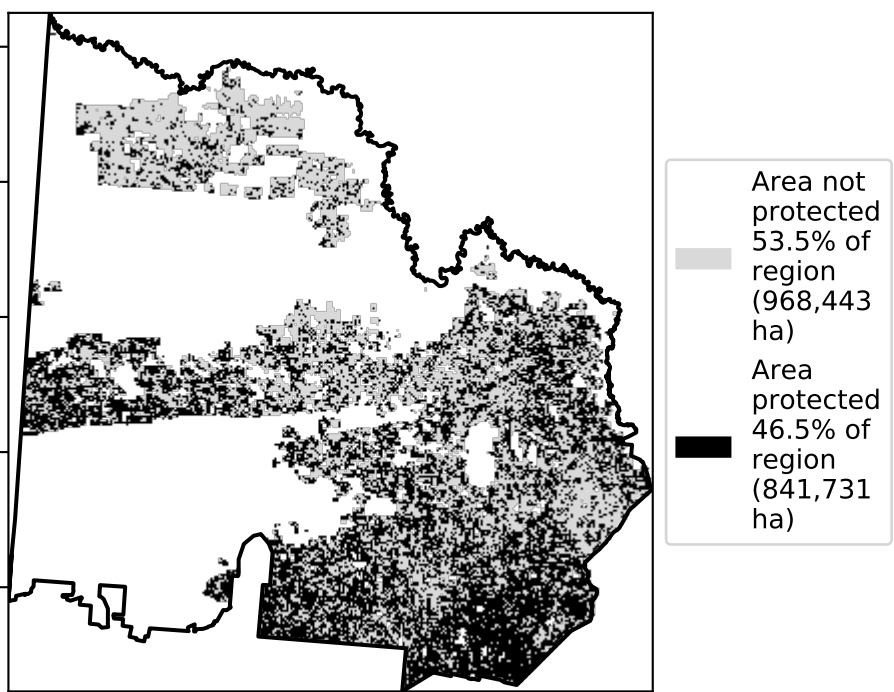 Area not
protected
53.5% of
region
(968,443
ha)
Area
protected
46.5% of
region
(841,731
ha)